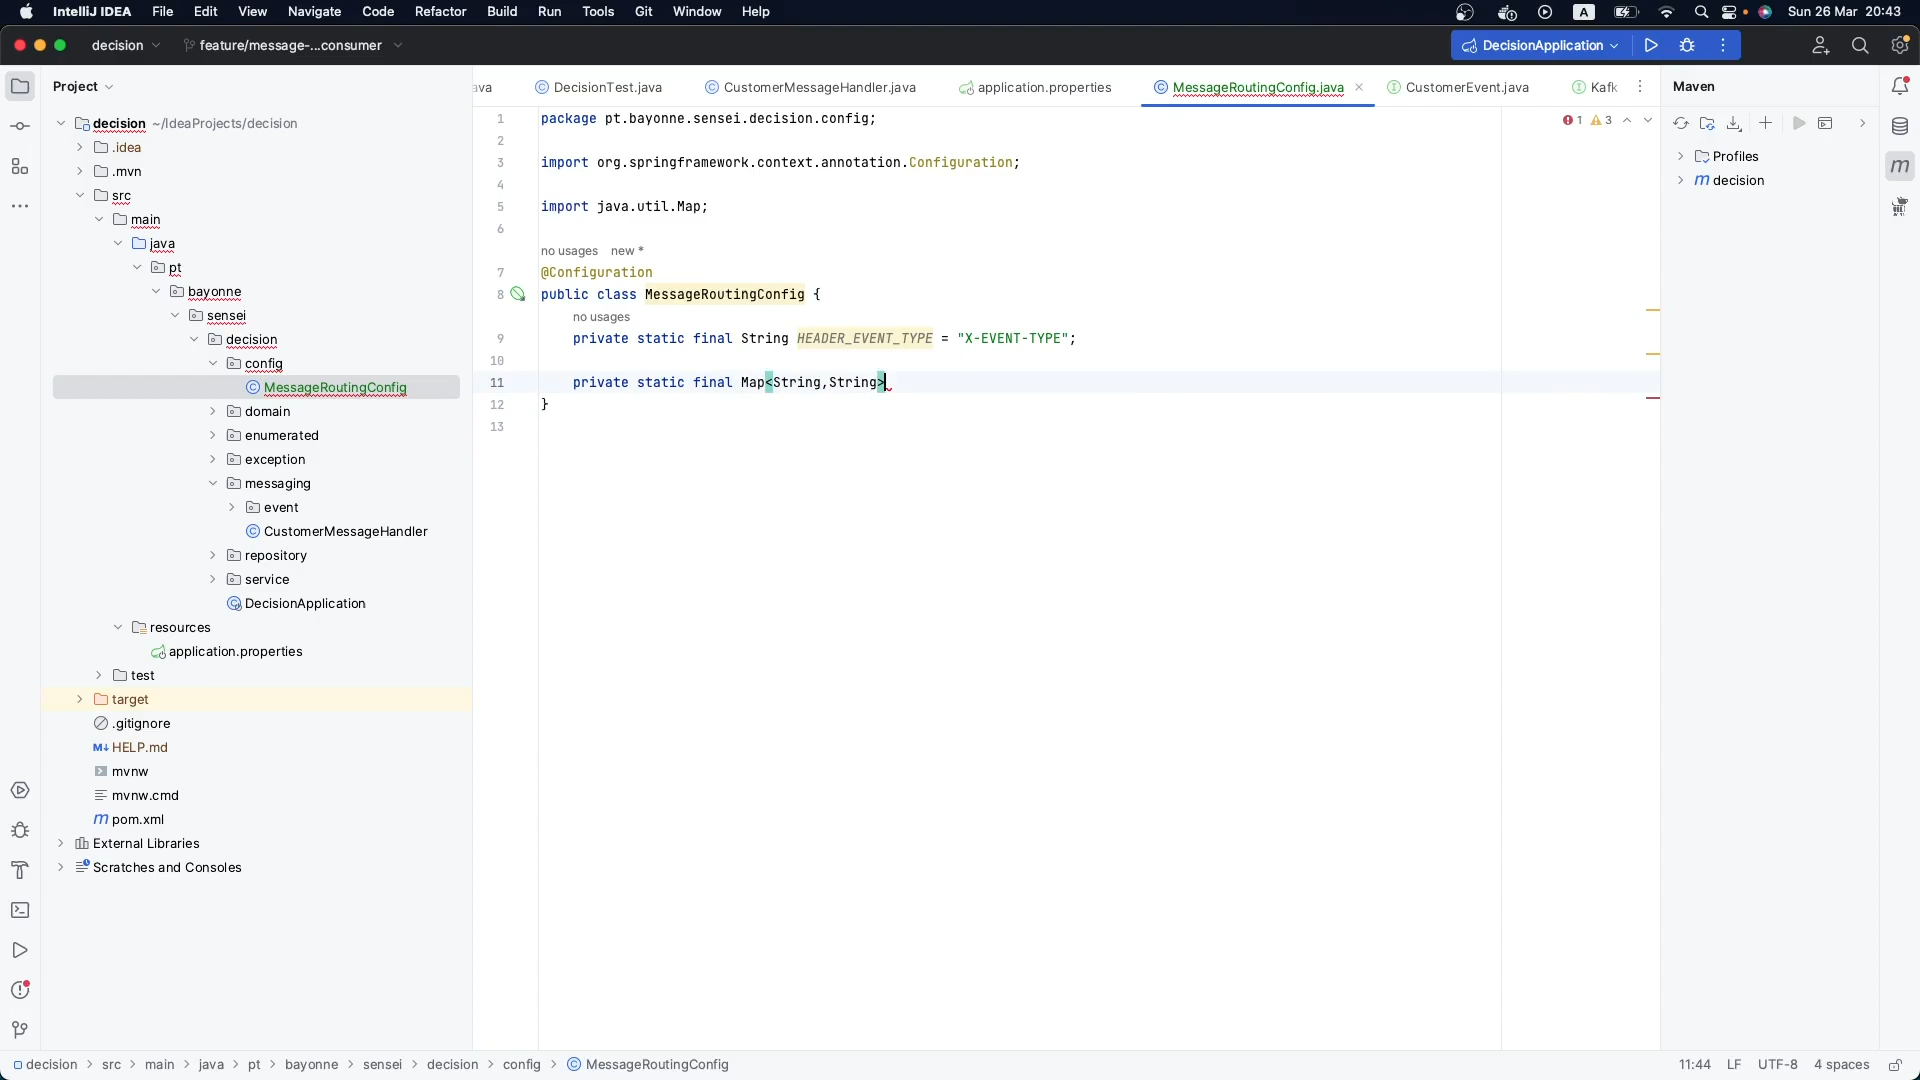 IntelliJ IDEA File Edit View Navigate Code Refactor Build Run Tools Git Window Help A Sun 26 Mar 20:43
decision feature/message-...consumer DecisionApplication
Project
ava DecisionTest.java CustomerMessageHandler.java application.properties MessageRoutingConfig.java CustomerEvent.java Kafk Maven
decision ~/IdeaProjects/decision
.idea
.mvn
src
main
java
pt
bayonne
sensei
decision
config
MessageRoutingConfig
domain
enumerated
exception
messaging
event
CustomerMessageHandler
repository
service
DecisionApplication
resources
application.properties
test
target
.gitignore
M↓ HELP.md
mvnw
mvnw.cmd
m pom.xml
External Libraries
Scratches and Consoles
1 package pt.bayonne.sensei.decision.config;
2
3 import org.springframework.context.annotation.Configuration;
4
5 import java.util.Map;
6
no usages new *
7 @Configuration
8 public class MessageRoutingConfig {
no usages
9 private static final String HEADER_EVENT_TYPE = "X-EVENT-TYPE";
10
11 private static final Map<String,String>
12 }
13
1 3
Profiles
m decision
m
decision > src > main > java > pt > bayonne > sensei > decision > config > MessageRoutingConfig 11:44 LF UTF-8 4 spaces